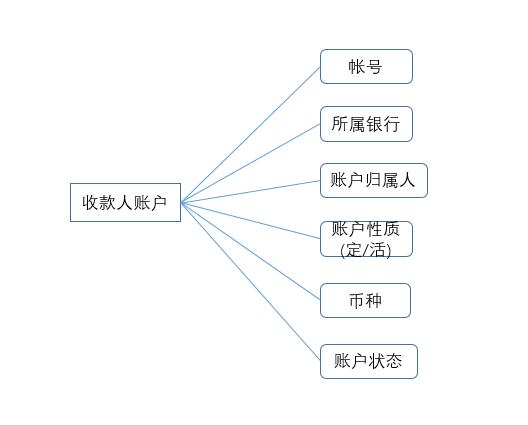 帐号
所属银行
账户归属人
收款人账户
账户性质
(定/活)
币种
账户状态